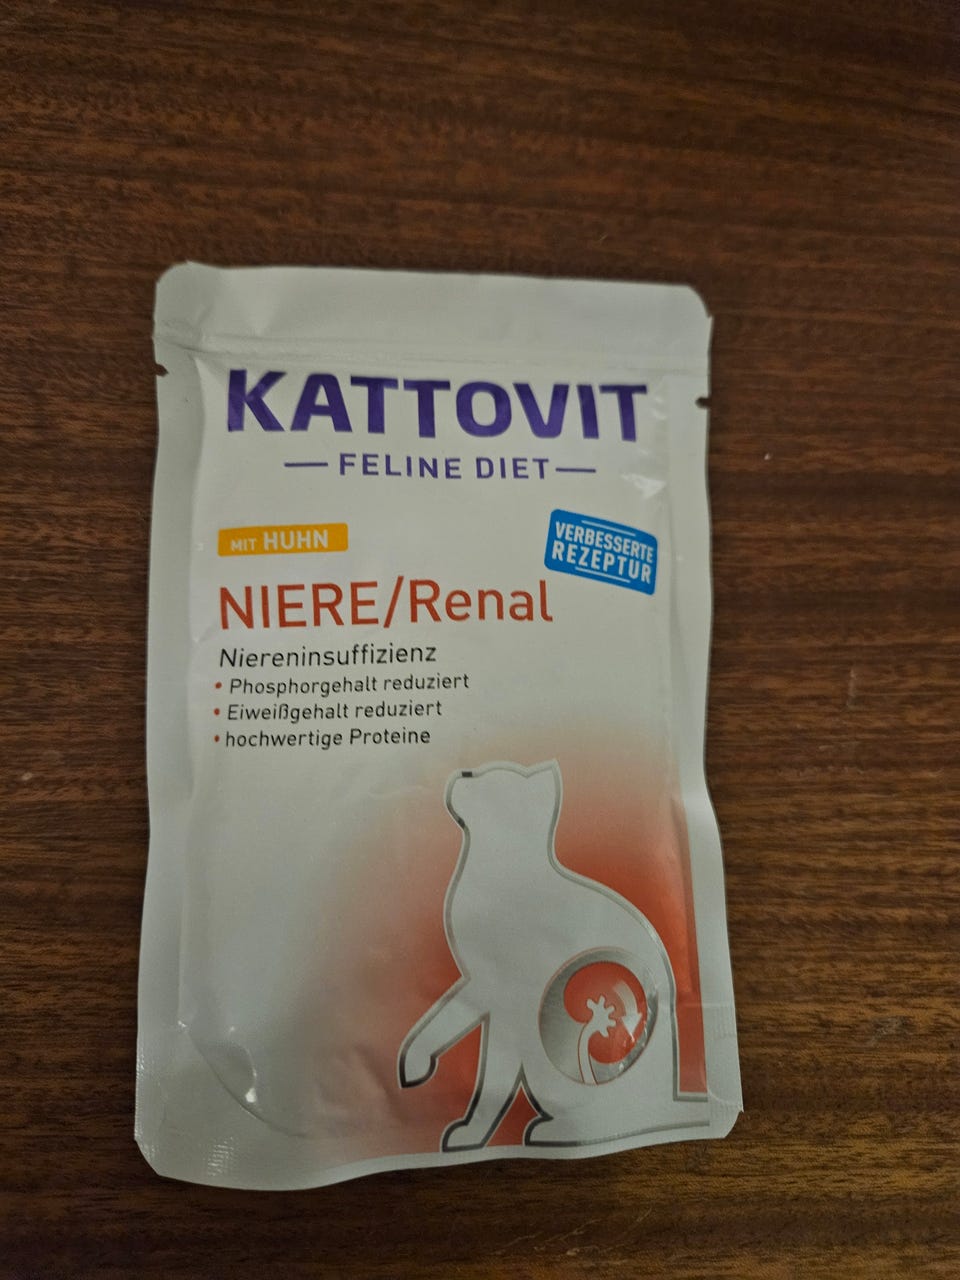 KATTOVIT
FELINE DIET
MIT HUHN
VERBESSERTE
REZEPTUR
NIERE/Renal
Niereninsuffizienz
• Phosphorgehalt reduziert
• Eiweißgehalt reduziert
• hochwertige Proteine